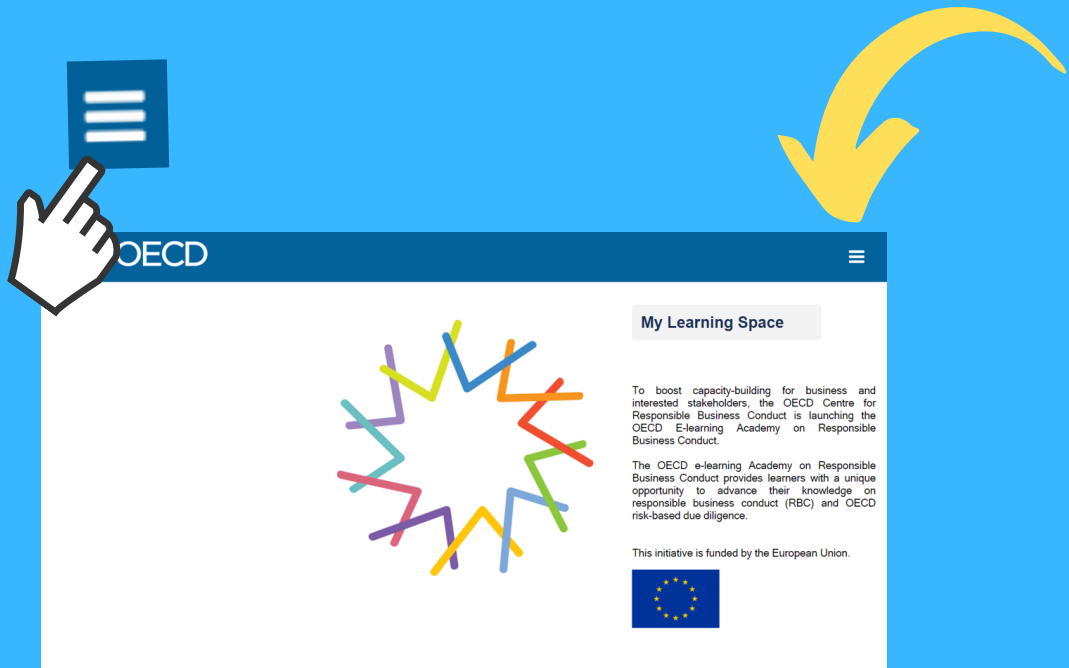 OECD
My Learning Space
To boost capacity-building for business and
interested stakeholders, the OECD Centre for
Responsible Business Conduct is launching the
OECD E-learning Academy on Responsible
Business Conduct.
The OECD e-learning Academy on Responsible
Business Conduct provides learners with a unique
opportunity to advance their knowledge on
responsible business conduct (RBC) and OECD
risk-based due diligence.
This initiative is funded by the European Union.